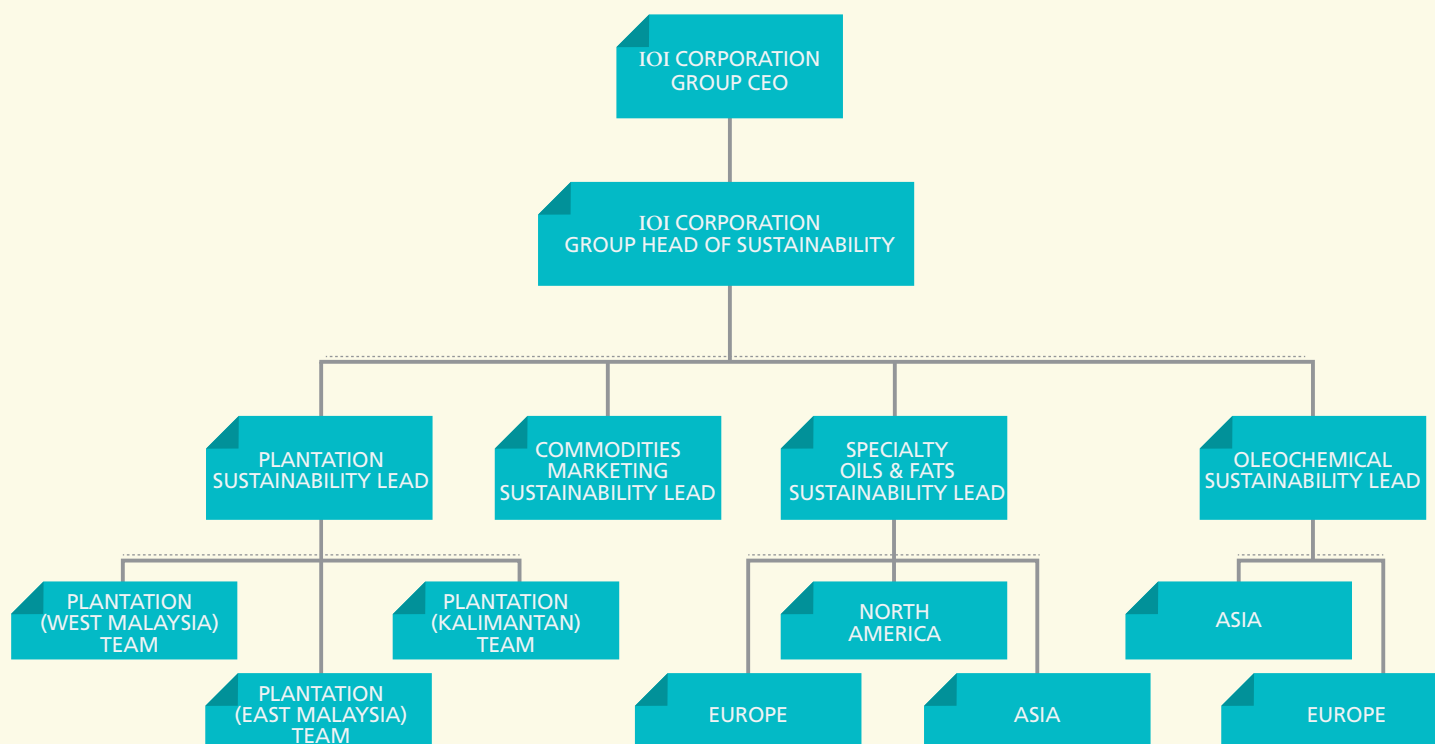 IOI CORPORATION
GROUP CEO
IOI CORPORATION
GROUP HEAD OF SUSTAINABILITY
PLANTATION
SUSTAINABILITY LEAD
COMMODITIES
MARKETING
SUSTAINABILITY LEAD
SPECIALTY
OILS & FATS
SUSTAINABILITY LEAD
OLEOCHEMICAL
SUSTAINABILITY LEAD
PLANTATION
(WEST MALAYSIA)
TEAM
PLANTATION
(KALIMANTAN)
TEAM
NORTH
AMERICA
ASIA
PLANTATION
(EAST MALAYSIA)
TEAM
EUROPE
ASIA
EUROPE